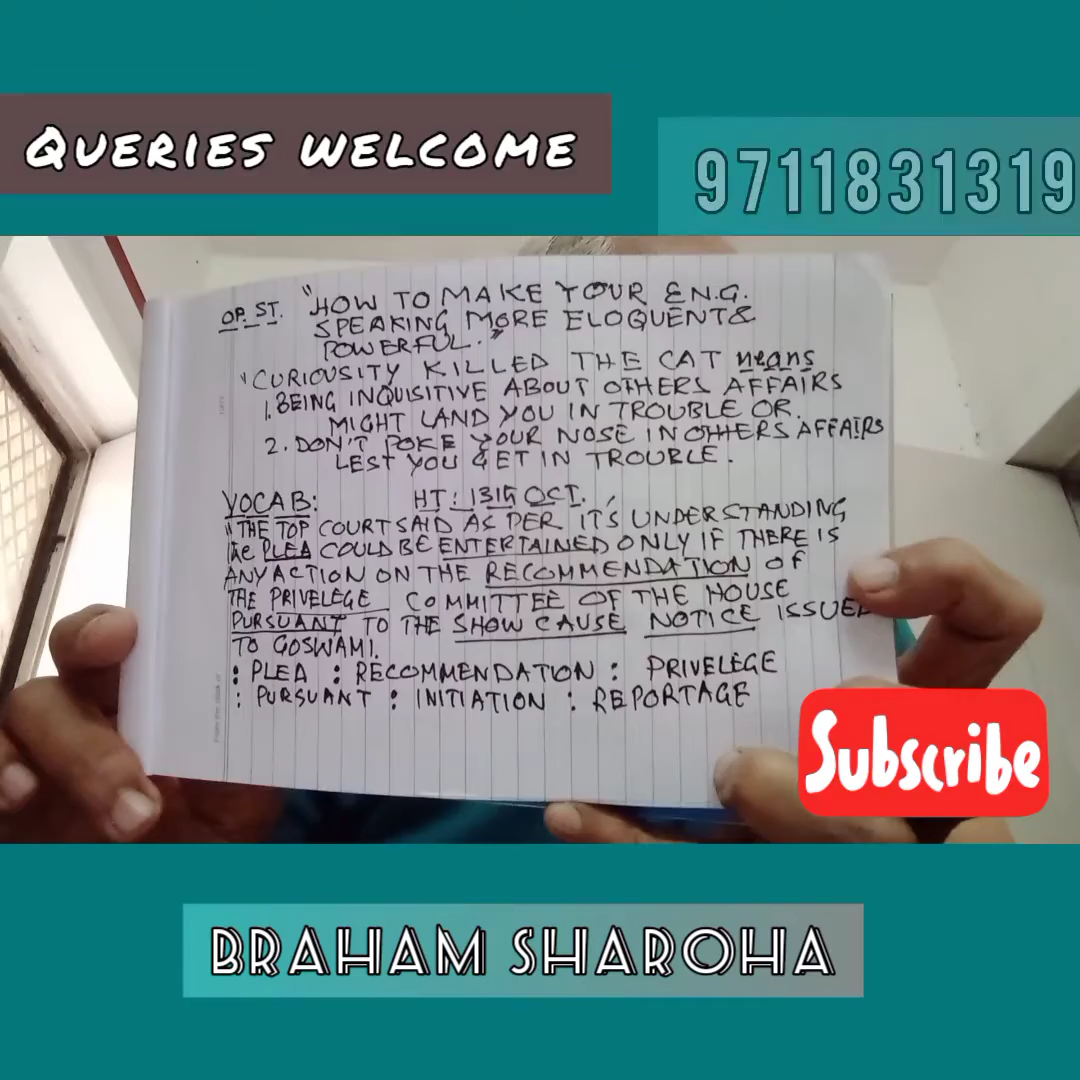 QUERIES WELCOME
9711831319
OP. ST. "HOW TO MAKE YOUR ENG.
SPEAKING MORE ELOQUENT &
POWERFUL."
"CURIOUSITY KILLED THE CAT means
1. BEING INQUISITIVE ABOUT OTHERS AFFAIRS
MIGHT LAND YOU IN TROUBLE OR.
2. DON'T POKE YOUR NOSE IN OTHERS AFFAIRS
LEST YOU GET IN TROUBLE.
VOCAB: HT: 13th OCT.
"THE TOP COURT SAID AS PER IT'S UNDERSTANDING
THE PLEA COULD BE ENTERTAINED ONLY IF THERE IS
ANY ACTION ON THE RECOMMENDATION OF
THE PRIVELEGE COMMITTEE OF THE HOUSE
PURSUANT TO THE SHOW CAUSE NOTICE ISSUED
TO GOSWAMI.
: PLEA : RECOMMENDATION : PRIVELEGE
: PURSUANT : INITIATION : REPORTAGE
Subscribe
BRAHAM SHAROHA